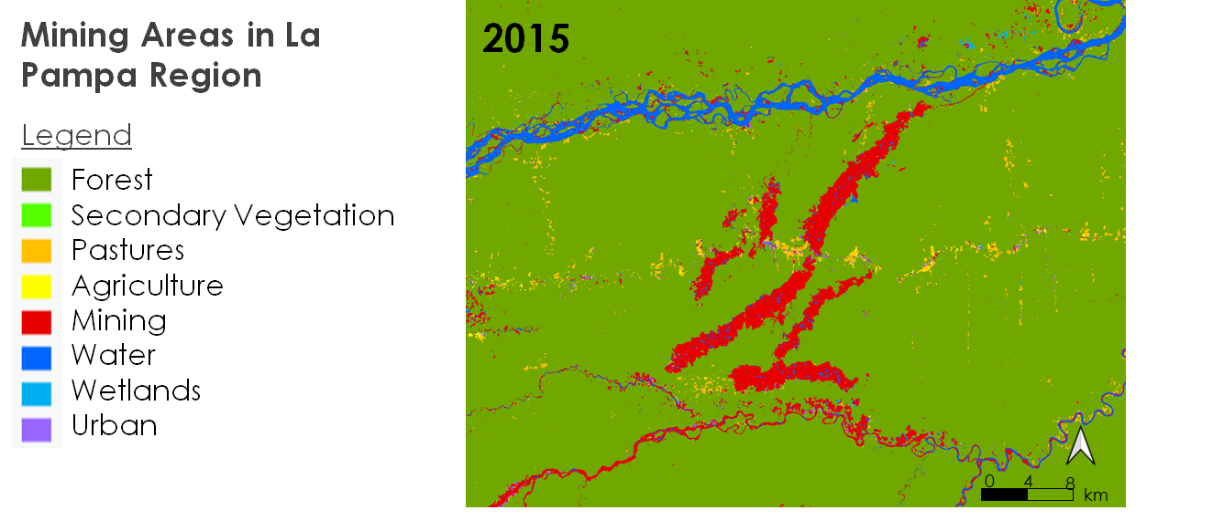 Mining Areas in La
Pampa Region
Legend
Forest
Secondary Vegetation
Pastures
Agriculture
Mining
Water
Wetlands
Urban
2015
0 4 8
km